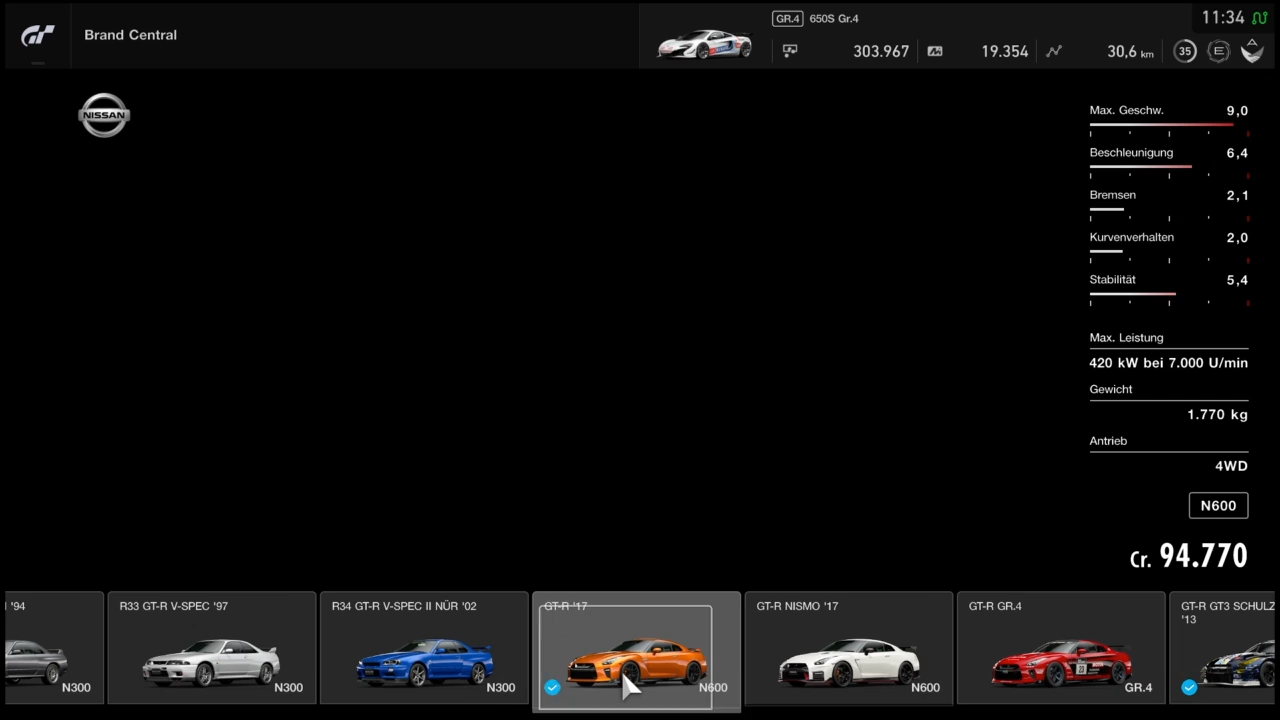 Brand Central
GR.4 650S Gr.4
303.967
19.354
30,6 km
35
E
11:34
NISSAN
Max. Geschw. 9,0
Beschleunigung 6,4
Bremsen 2,1
Kurvenverhalten 2,0
Stabilität 5,4
Max. Leistung
420 kW bei 7.000 U/min
Gewicht
1.770 kg
Antrieb
4WD
N600
Cr. 94.770
'94
N300
R33 GT-R V-SPEC '97
N300
R34 GT-R V-SPEC II NÜR '02
N300
GT-R '17
N600
GT-R NISMO '17
N600
GT-R GR.4
GR.4
GT-R GT3 SCHULZ
'13